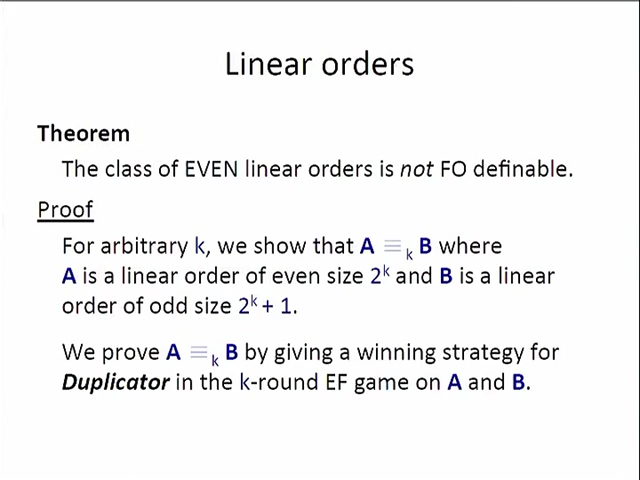 Linear orders
Theorem
The class of EVEN linear orders is not FO definable.
Proof
For arbitrary k, we show that A ≡ₖ B where
A is a linear order of even size 2ᵏ and B is a linear
order of odd size 2ᵏ + 1.
We prove A ≡ₖ B by giving a winning strategy for
Duplicator in the k-round EF game on A and B.